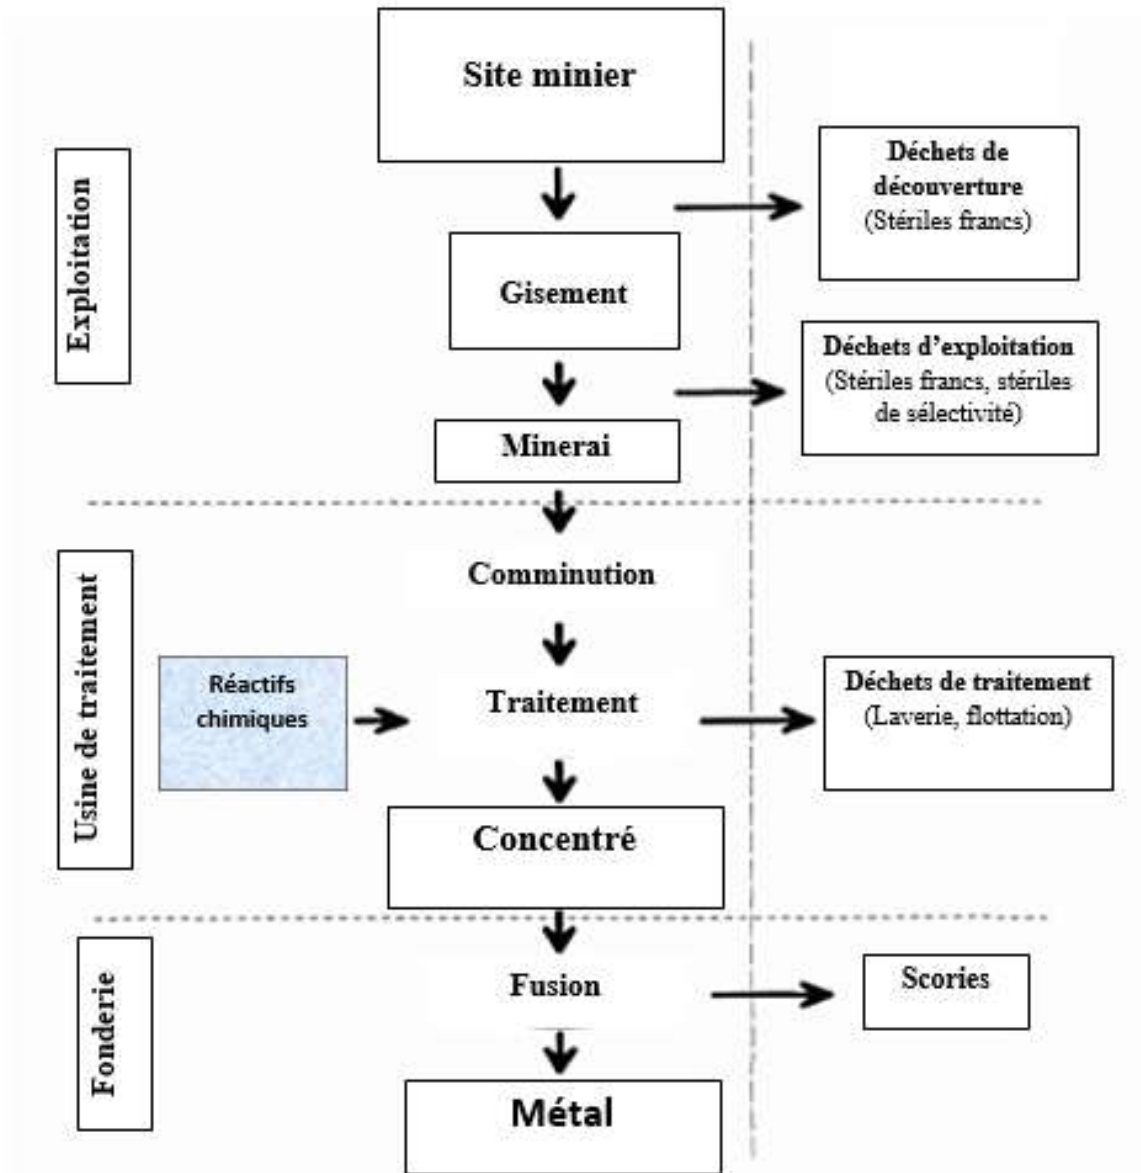 Site minier
Exploitation
Déchets de
découverte
(Stériles francs)
Gisement
Déchets d'exploitation
(Stériles francs, stériles
de sélectivité)
Minerai
Usine de traitement
Comminution
Réactifs
chimiques
Traitement
Déchets de traitement
(Laverie, flottation)
Concentré
Fonderie
Fusion
Scories
Métal